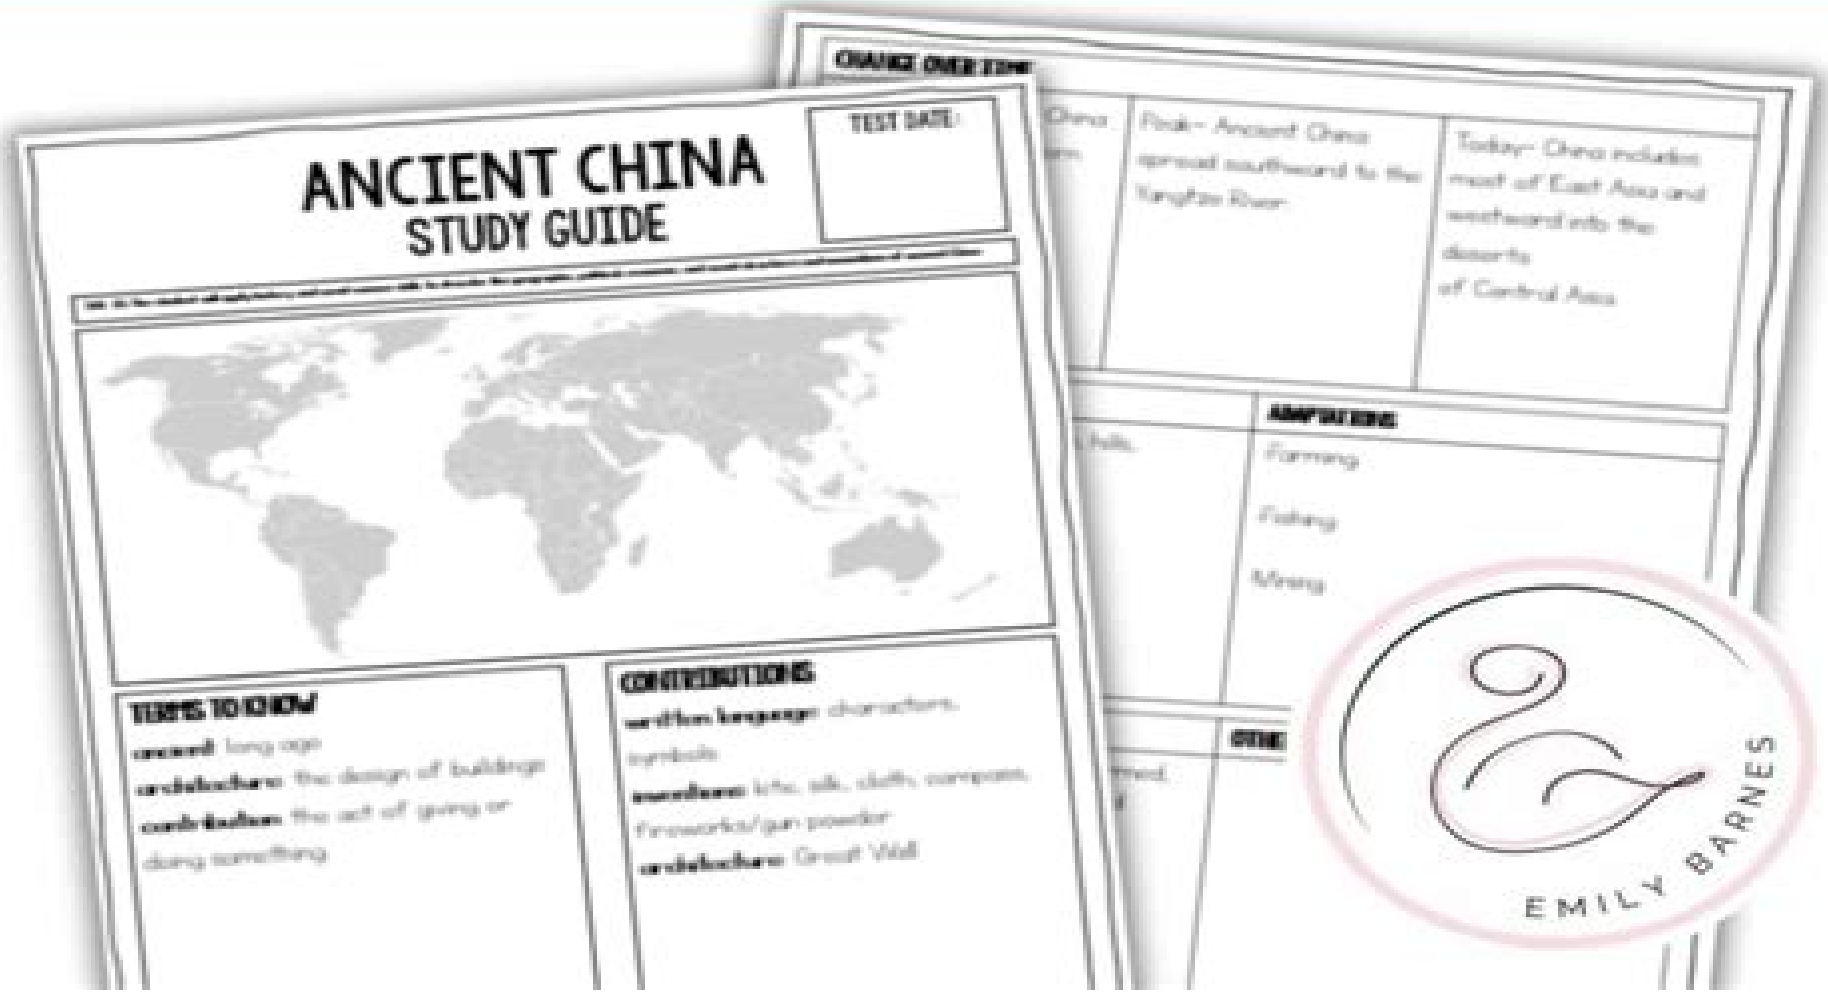 ANCIENT CHINA
STUDY GUIDE
TEST DATE:
TERMS TO KNOW
ancient: long ago
architecture: the design of buildings
contribution: the act of giving or
doing something
CONTRIBUTIONS
written language: characters,
symbols
inventions: kite, silk, cloth, compass,
fireworks/gun powder
architecture: Great Wall
CHANGE OVER TIME
China
Peak- Ancient China
spread southward to the
Yangtze River
Today- China includes
most of East Asia and
westward into the
deserts
of Central Asia
hills,
ADAPTATIONS
Farming
Fishing
Mining
EMILY BARNES